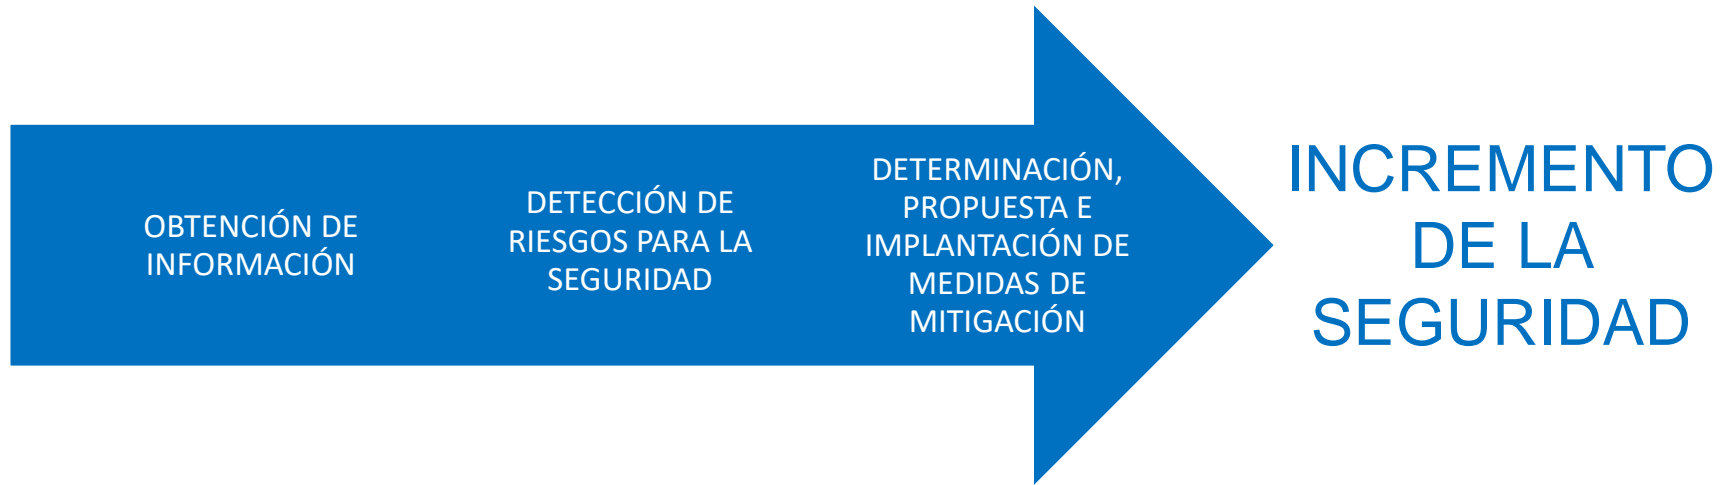 OBTENCIÓN DE
INFORMACIÓN
DETECCIÓN DE
RIESGOS PARA LA
SEGURIDAD
DETERMINACIÓN,
PROPUESTA E
IMPLANTACIÓN DE
MEDIDAS DE
MITIGACIÓN
INCREMENTO
DE LA
SEGURIDAD